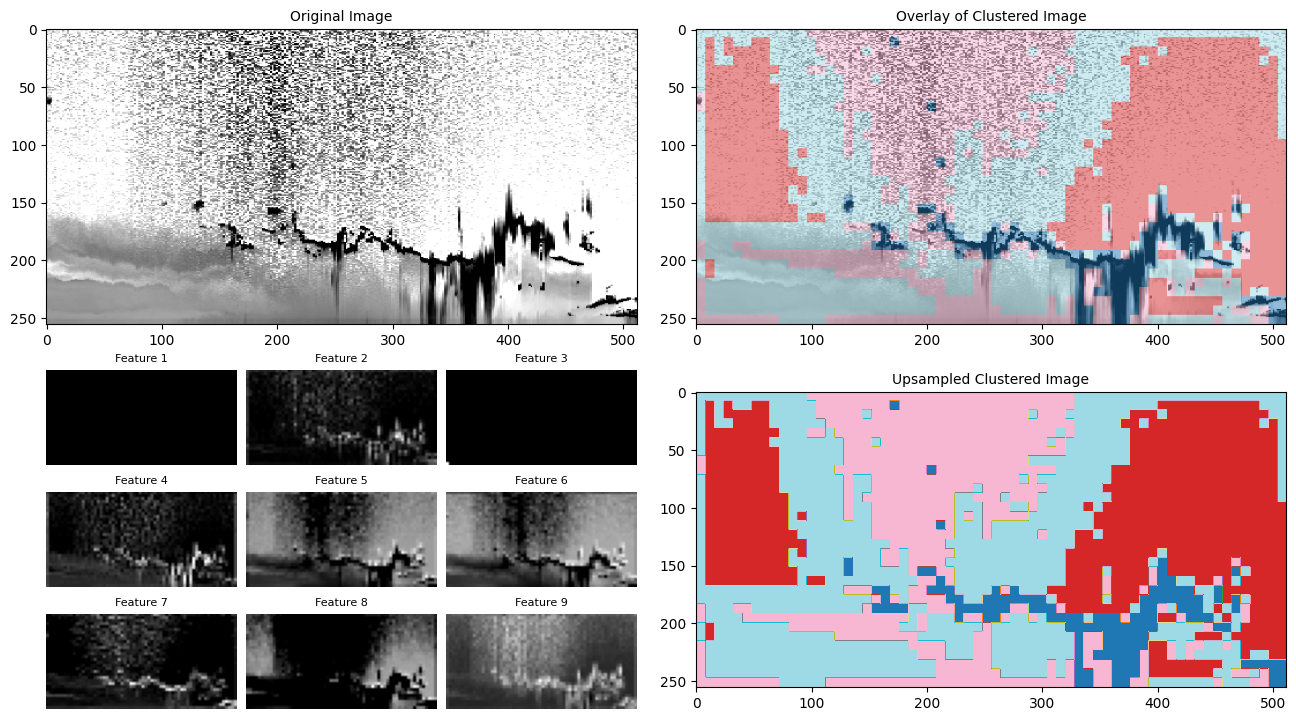 Original Image
0
50
100
150
200
250
0 100 200 300 400 500
Overlay of Clustered Image
0
50
100
150
200
250
0 100 200 300 400 500
Feature 1 Feature 2 Feature 3
Feature 4 Feature 5 Feature 6
Feature 7 Feature 8 Feature 9
Upsampled Clustered Image
0
50
100
150
200
250
0 100 200 300 400 500